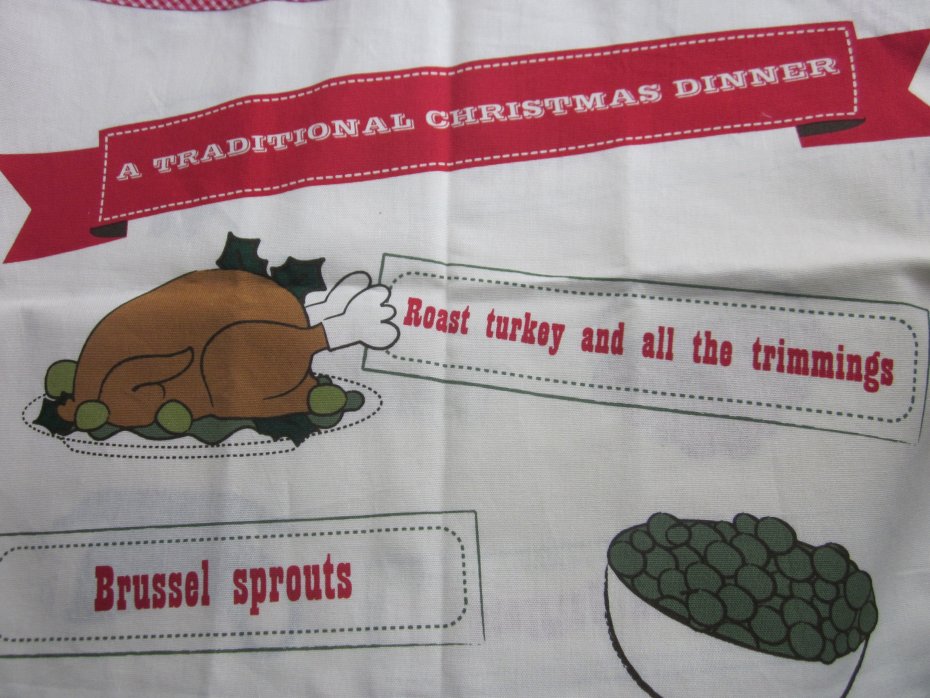 A TRADITIONAL CHRISTMAS DINNER
Roast turkey and all the trimmings
Brussel sprouts